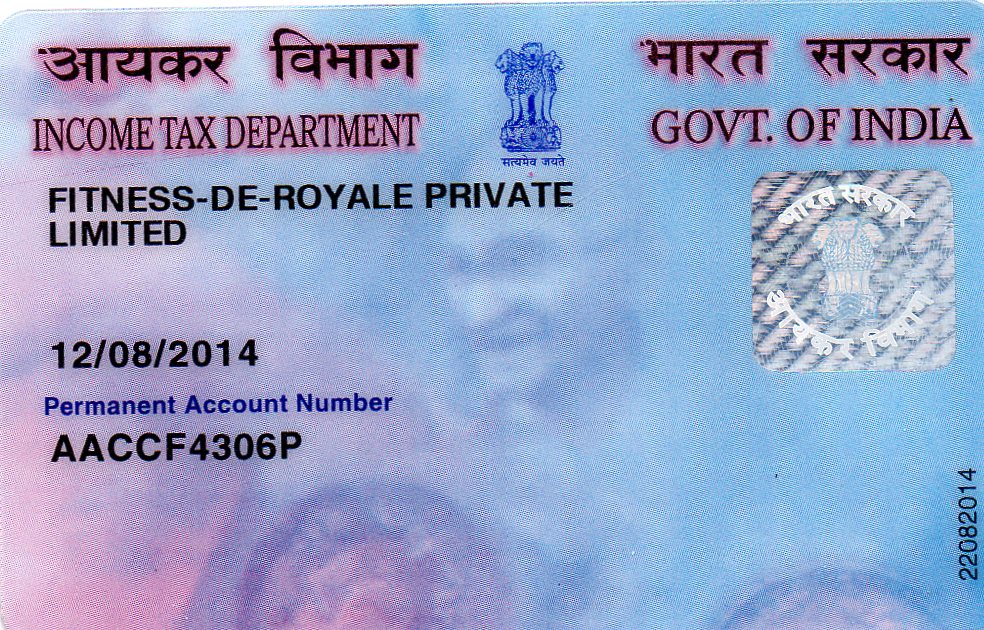 आयकर विभाग
INCOME TAX DEPARTMENT
सत्यमेव जयते
भारत सरकार
GOVT. OF INDIA
FITNESS-DE-ROYALE PRIVATE
LIMITED
भारत सरकार
आयकर विभाग
12/08/2014
Permanent Account Number
AACCF4306P
22082014